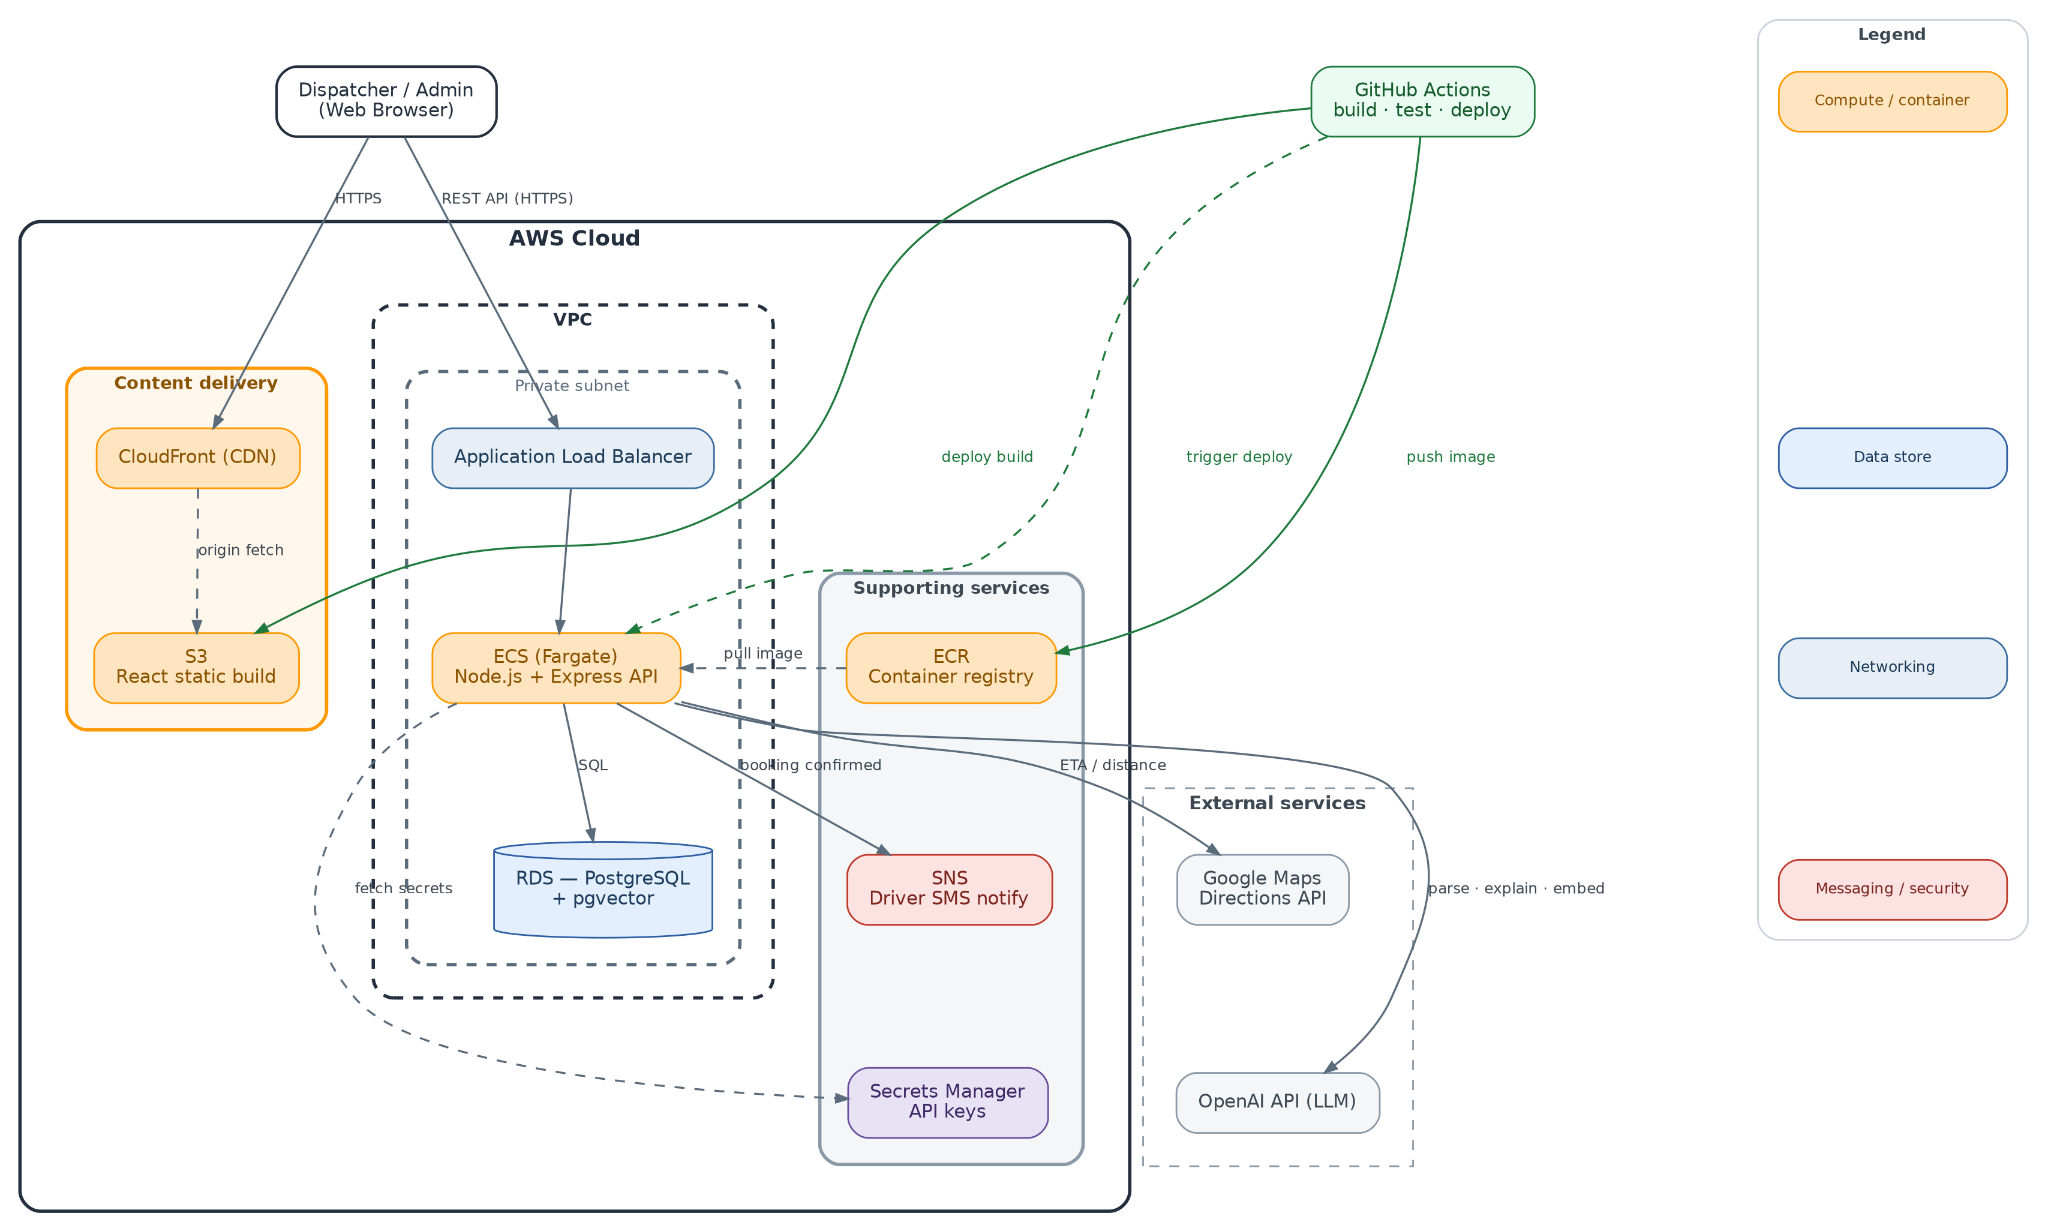 Legend
Dispatcher / Admin
(Web Browser)
GitHub Actions
build · test · deploy
Compute / container
HTTPS
REST API (HTTPS)
AWS Cloud
VPC
Content delivery
Private subnet
CloudFront (CDN)
Application Load Balancer
deploy build
trigger deploy
push image
Data store
origin fetch
Supporting services
S3
React static build
ECS (Fargate)
Node.js + Express API
pull image
ECR
Container registry
Networking
SQL
booking confirmed
ETA / distance
External services
fetch secrets
RDS — PostgreSQL
+ pgvector
SNS
Driver SMS notify
Google Maps
Directions API
parse · explain · embed
Messaging / security
Secrets Manager
API keys
OpenAI API (LLM)